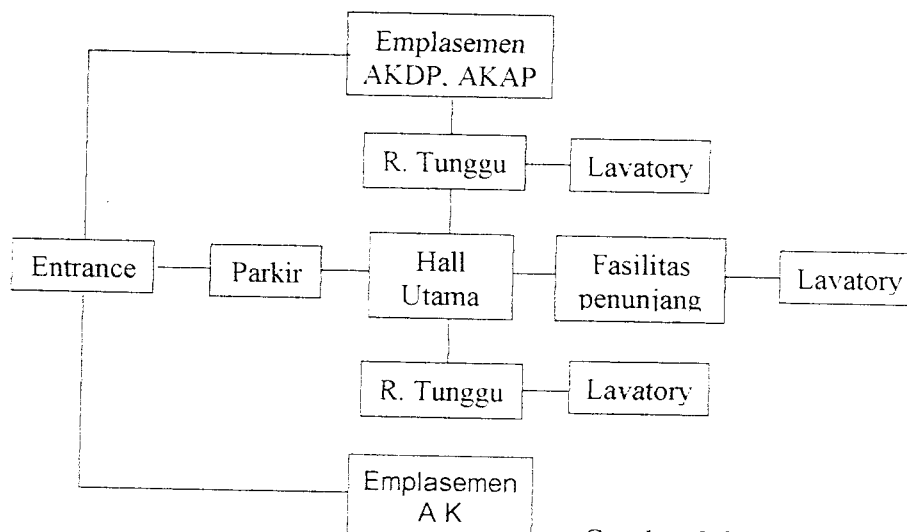 Emplasemen
AKDP. AKAP
R. Tunggu
Lavatory
Entrance
Parkir
Hall
Utama
Fasilitas
penunjang
Lavatory
R. Tunggu
Lavatory
Emplasemen
A K